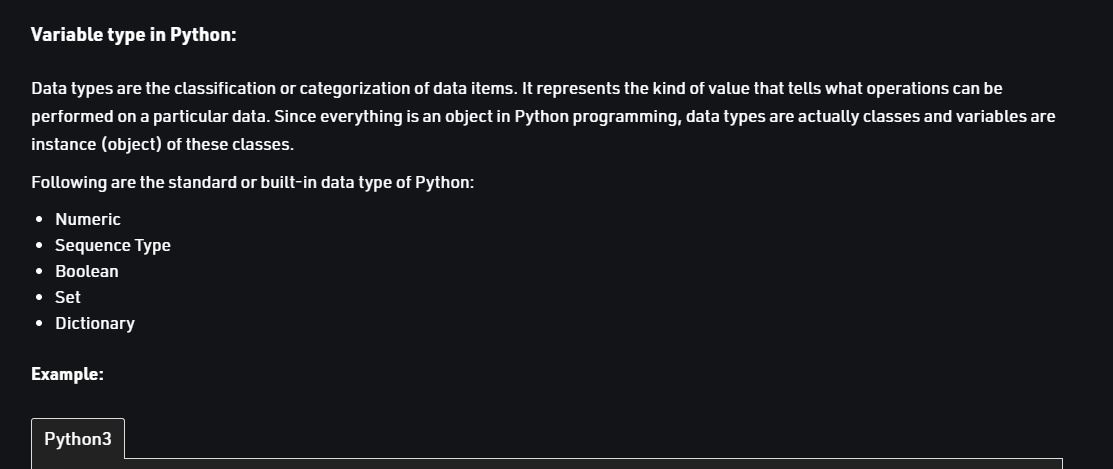 Variable type in Python:
Data types are the classification or categorization of data items. It represents the kind of value that tells what operations can be
performed on a particular data. Since everything is an object in Python programming, data types are actually classes and variables are
instance (object) of these classes.
Following are the standard or built-in data type of Python:
• Numeric
• Sequence Type
• Boolean
• Set
• Dictionary
Example:
Python3